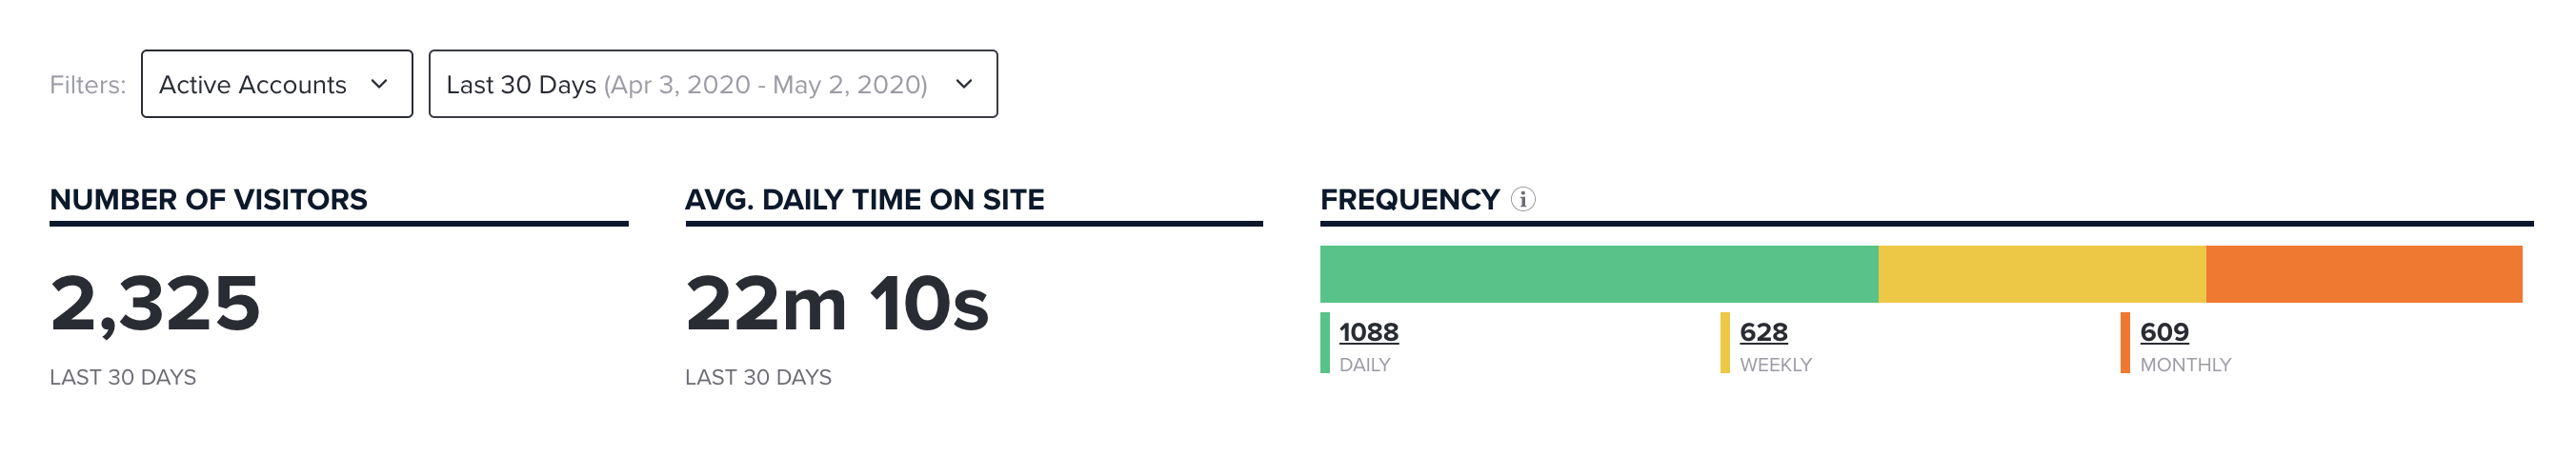 Filters: Active Accounts Last 30 Days (Apr 3, 2020 - May 2, 2020)
NUMBER OF VISITORS
2,325
LAST 30 DAYS
AVG. DAILY TIME ON SITE
22m 10s
LAST 30 DAYS
FREQUENCY i
1088
DAILY
628
WEEKLY
609
MONTHLY